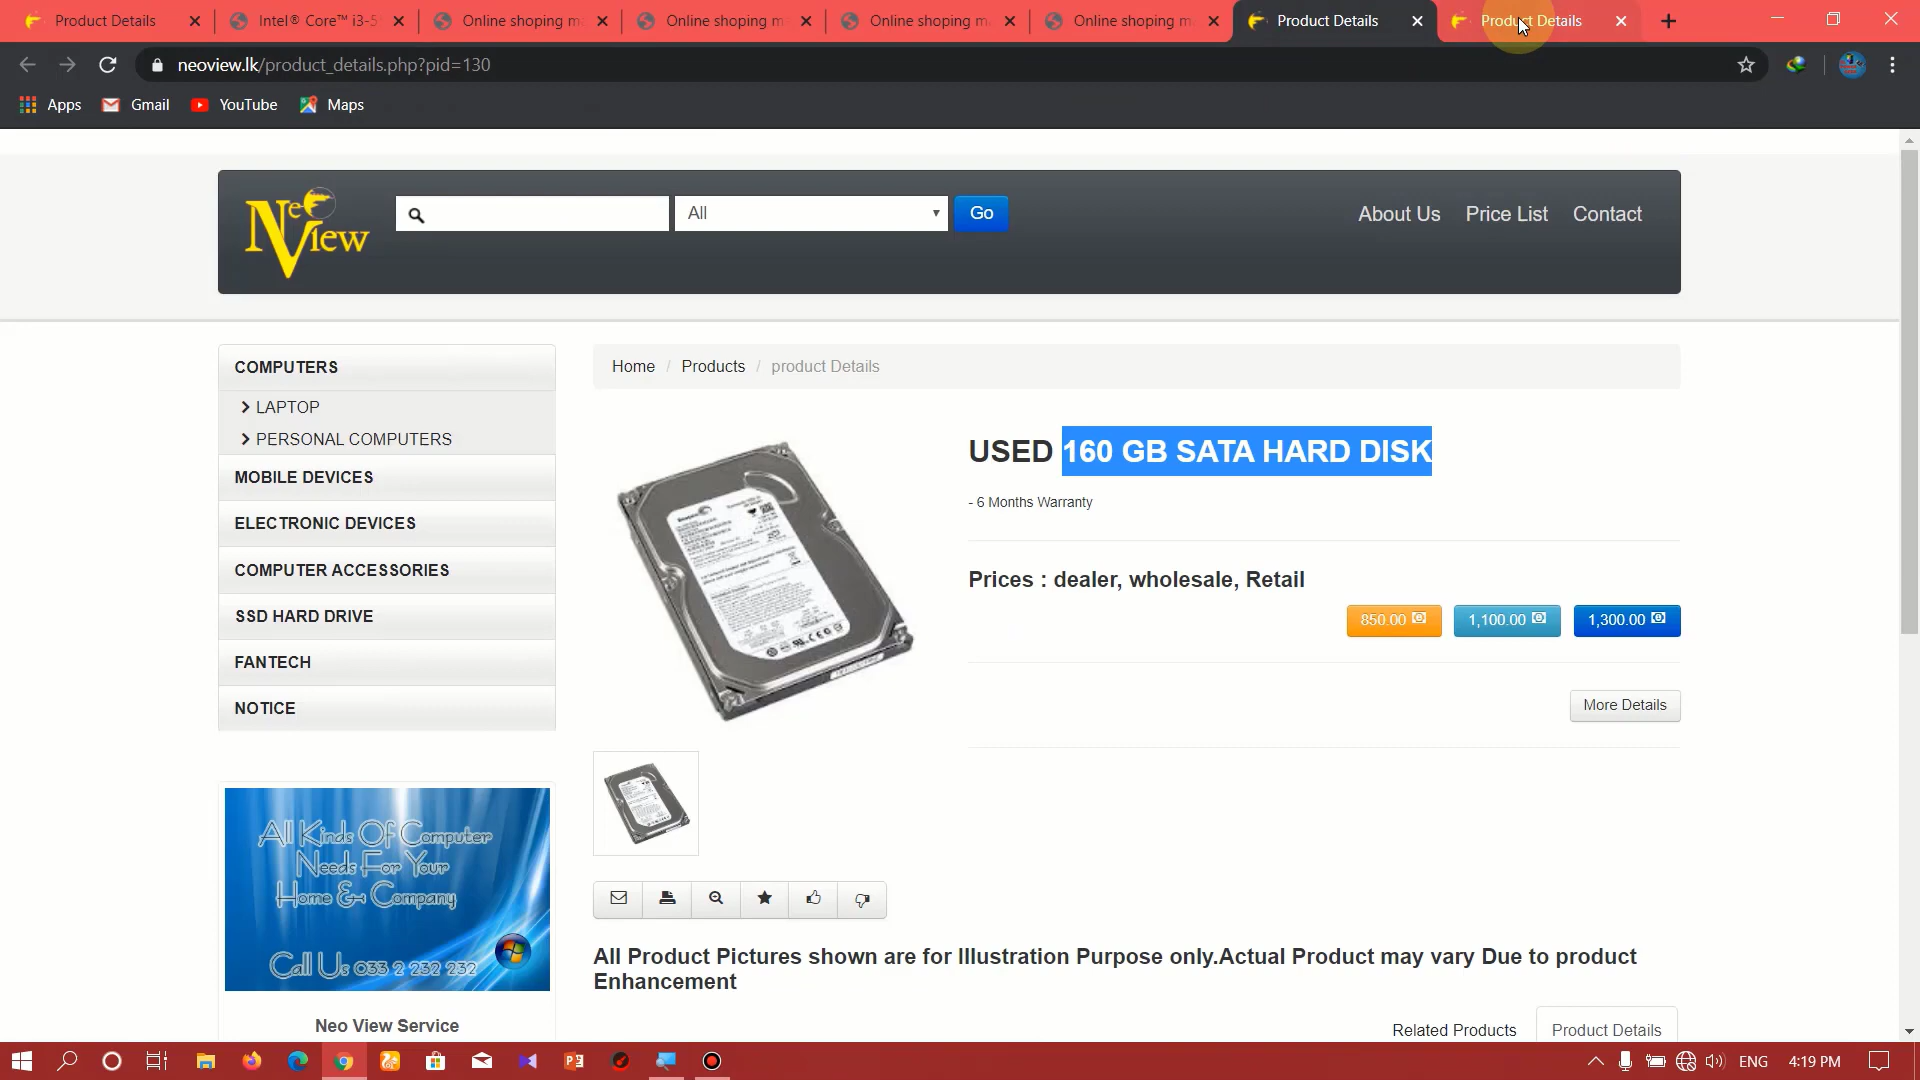 Product Details
Intel® Core™ i3-5
Online shoping m
Online shoping m
Online shoping m
Online shoping m
Product Details
Product Details
neoview.lk/product_details.php?pid=130
Apps
Gmail
YouTube
Maps
Neo View
All
Go
About Us
Price List
Contact
COMPUTERS
LAPTOP
PERSONAL COMPUTERS
MOBILE DEVICES
ELECTRONIC DEVICES
COMPUTER ACCESSORIES
SSD HARD DRIVE
FANTECH
NOTICE
Home / Products / product Details
USED 160 GB SATA HARD DISK
- 6 Months Warranty
Prices : dealer, wholesale, Retail
850.00
1,100.00
1,300.00
More Details
All Kinds Of Computer
Needs For Your
Home & Company
Call Us 033 2 232 232
Neo View Service
All Product Pictures shown are for Illustration Purpose only.Actual Product may vary Due to product
Enhancement
Related Products
Product Details
ENG
4:19 PM